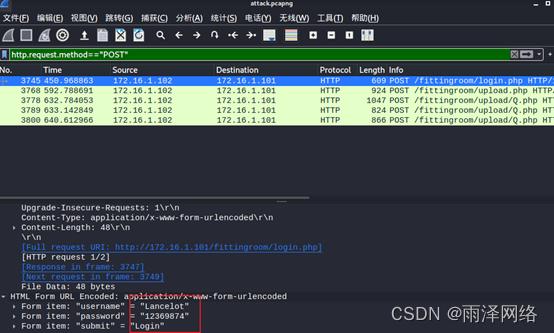 attack.pcapng
文件(F) 编辑(E) 视图(V) 跳转(G) 捕获(C) 分析(A) 统计(S) 电话(Y) 无线(W) 工具(T) 帮助(H)
http.request.method=="POST"
No. Time Source Destination Protocol Length Info
3745 450.968863 172.16.1.102 172.16.1.101 HTTP 609 POST /fittingroom/login.php HTTP/
3768 592.788691 172.16.1.102 172.16.1.101 HTTP 924 POST /fittingroom/upload.php HTTP
3778 632.784053 172.16.1.102 172.16.1.101 HTTP 1047 POST /fittingroom/upload/Q.php HT
3789 633.142849 172.16.1.102 172.16.1.101 HTTP 824 POST /fittingroom/upload/Q.php HT
3800 640.612966 172.16.1.102 172.16.1.101 HTTP 866 POST /fittingroom/upload/Q.php HT
Upgrade-Insecure-Requests: 1\r\n
Content-Type: application/x-www-form-urlencoded\r\n
Content-Length: 48\r\n
\r\n
[Full request URI: http://172.16.1.101/fittingroom/login.php]
[HTTP request 1/2]
[Response in frame: 3747]
[Next request in frame: 3749]
File Data: 48 bytes
HTML Form URL Encoded: application/x-www-form-urlencoded
Form item: "username" = "Lancelot"
Form item: "password" = "12369874"
Form item: "submit" = "Login"
CSDN @雨泽网络